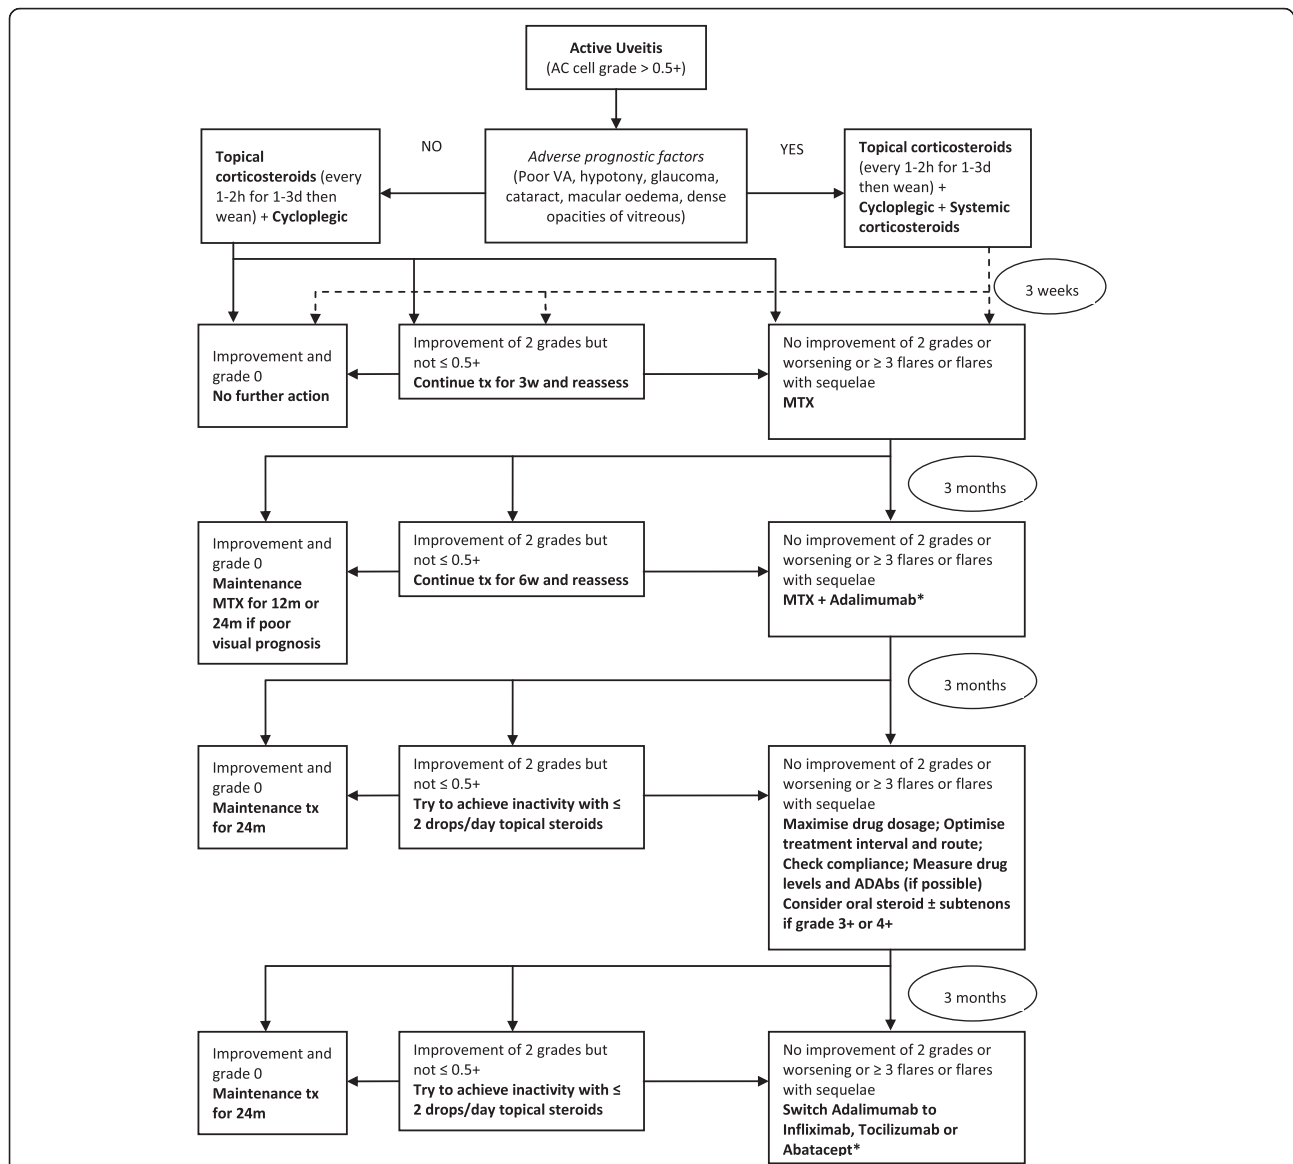 Active Uveitis
(AC cell grade > 0.5+)
NO
YES
Topical
corticosteroids (every
1-2h for 1-3d then
wean) + Cycloplegic
Adverse prognostic factors
(Poor VA, hypotony, glaucoma,
cataract, macular oedema, dense
opacities of vitreous)
Topical corticosteroids
(every 1-2h for 1-3d
then wean) +
Cycloplegic + Systemic
corticosteroids
3 weeks
Improvement and
grade 0
No further action
Improvement of 2 grades but
not ≤ 0.5+
Continue tx for 3w and reassess
No improvement of 2 grades or
worsening or ≥ 3 flares or flares
with sequelae
MTX
3 months
Improvement and
grade 0
Maintenance
MTX for 12m or
24m if poor
visual prognosis
Improvement of 2 grades but
not ≤ 0.5+
Continue tx for 6w and reassess
No improvement of 2 grades or
worsening or ≥ 3 flares or flares
with sequelae
MTX + Adalimumab*
3 months
Improvement and
grade 0
Maintenance tx
for 24m
Improvement of 2 grades but
not ≤ 0.5+
Try to achieve inactivity with ≤
2 drops/day topical steroids
No improvement of 2 grades or
worsening or ≥ 3 flares or flares
with sequelae
Maximise drug dosage; Optimise
treatment interval and route;
Check compliance; Measure drug
levels and ADAbs (if possible)
Consider oral steroid ± subtenons
if grade 3+ or 4+
3 months
Improvement and
grade 0
Maintenance tx
for 24m
Improvement of 2 grades but
not ≤ 0.5+
Try to achieve inactivity with ≤
2 drops/day topical steroids
No improvement of 2 grades or
worsening or ≥ 3 flares or flares
with sequelae
Switch Adalimumab to
Infliximab, Tocilizumab or
Abatacept*